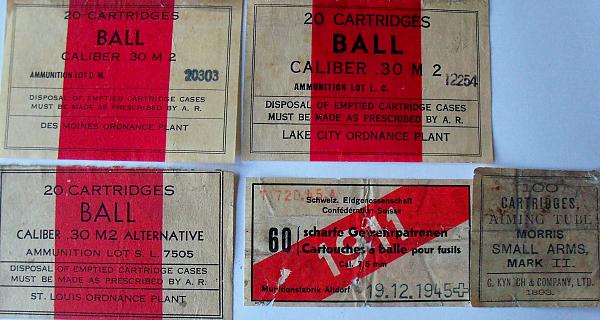 20 CARTRIDGES
BALL
CALIBER .30 M 2
AMMUNITION LOT D. M. 20303
DISPOSAL OF EMPTIED CARTRIDGE CASES
MUST BE MADE AS PRESCRIBED BY A. R.
DES MOINES ORDNANCE PLANT
20 CARTRIDGES
BALL
CALIBER .30 M 2
AMMUNITION LOT L. C. 12254
DISPOSAL OF EMPTIED CARTRIDGE CASES
MUST BE MADE AS PRESCRIBED BY A. R.
LAKE CITY ORDNANCE PLANT
20 CARTRIDGES
BALL
CALIBER .30 M2 ALTERNATIVE
AMMUNITION LOT S. L. 7505
DISPOSAL OF EMPTIED CARTRIDGE CASES
MUST BE MADE AS PRESCRIBED BY A. R.
ST. LOUIS ORDNANCE PLANT
Schweiz. Eidgenossenschaft
Confédération Suisse
60 scharfe Gewehrpatronen
Cartouches à balle pour fusils
Cal. 7,5 mm
Munitionsfabrik Altdorf
19.12.1945
100
CARTRIDGES,
AIMING TUBE
MORRIS
SMALL ARMS,
MARK II.
G. KYNOCH & COMPANY, LTD.
1893.